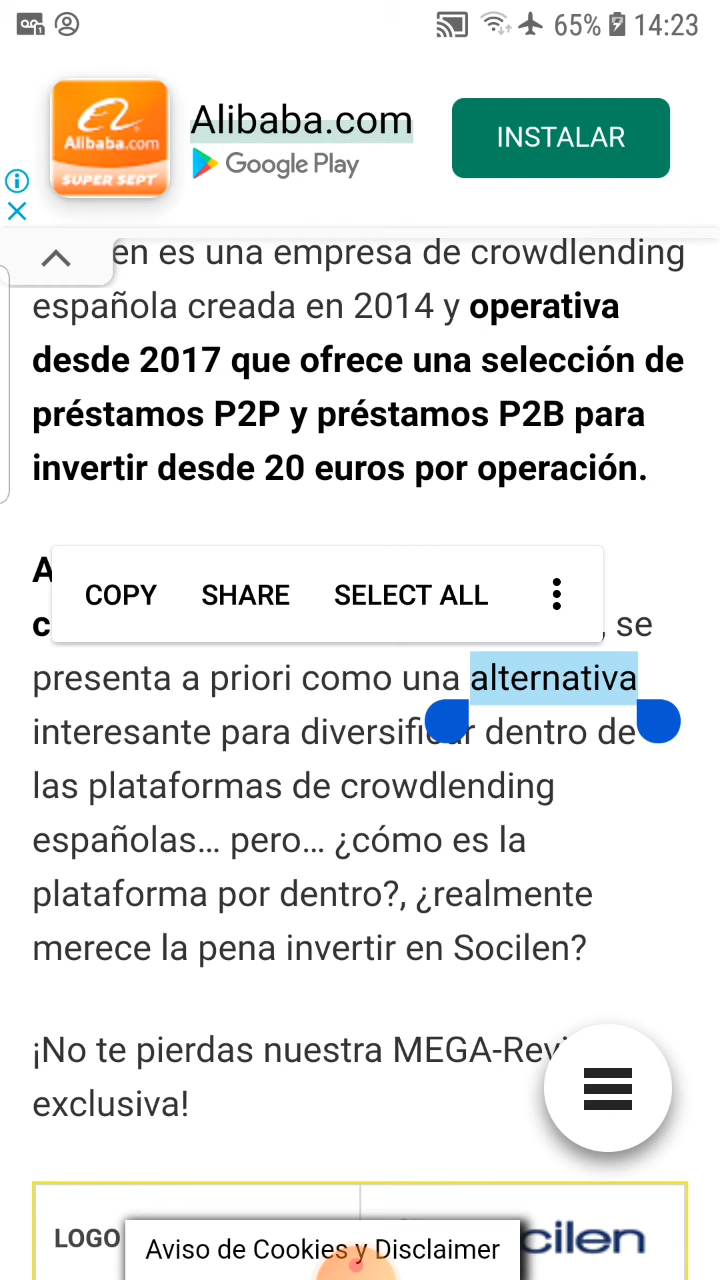 65% 14:23
Alibaba.com
Alibaba.com
SUPER SEPT
Google Play
INSTALAR
en es una empresa de crowdlending
española creada en 2014 y operativa
desde 2017 que ofrece una selección de
préstamos P2P y préstamos P2B para
invertir desde 20 euros por operación.
COPY SHARE SELECT ALL
, se
presenta a priori como una alternativa
interesante para diversificar dentro de
las plataformas de crowdlending
españolas... pero... ¿cómo es la
plataforma por dentro?, ¿realmente
merece la pena invertir en Socilen?
¡No te pierdas nuestra MEGA-Rev
exclusiva!
LOGO
cilen
Aviso de Cookies y Disclaimer